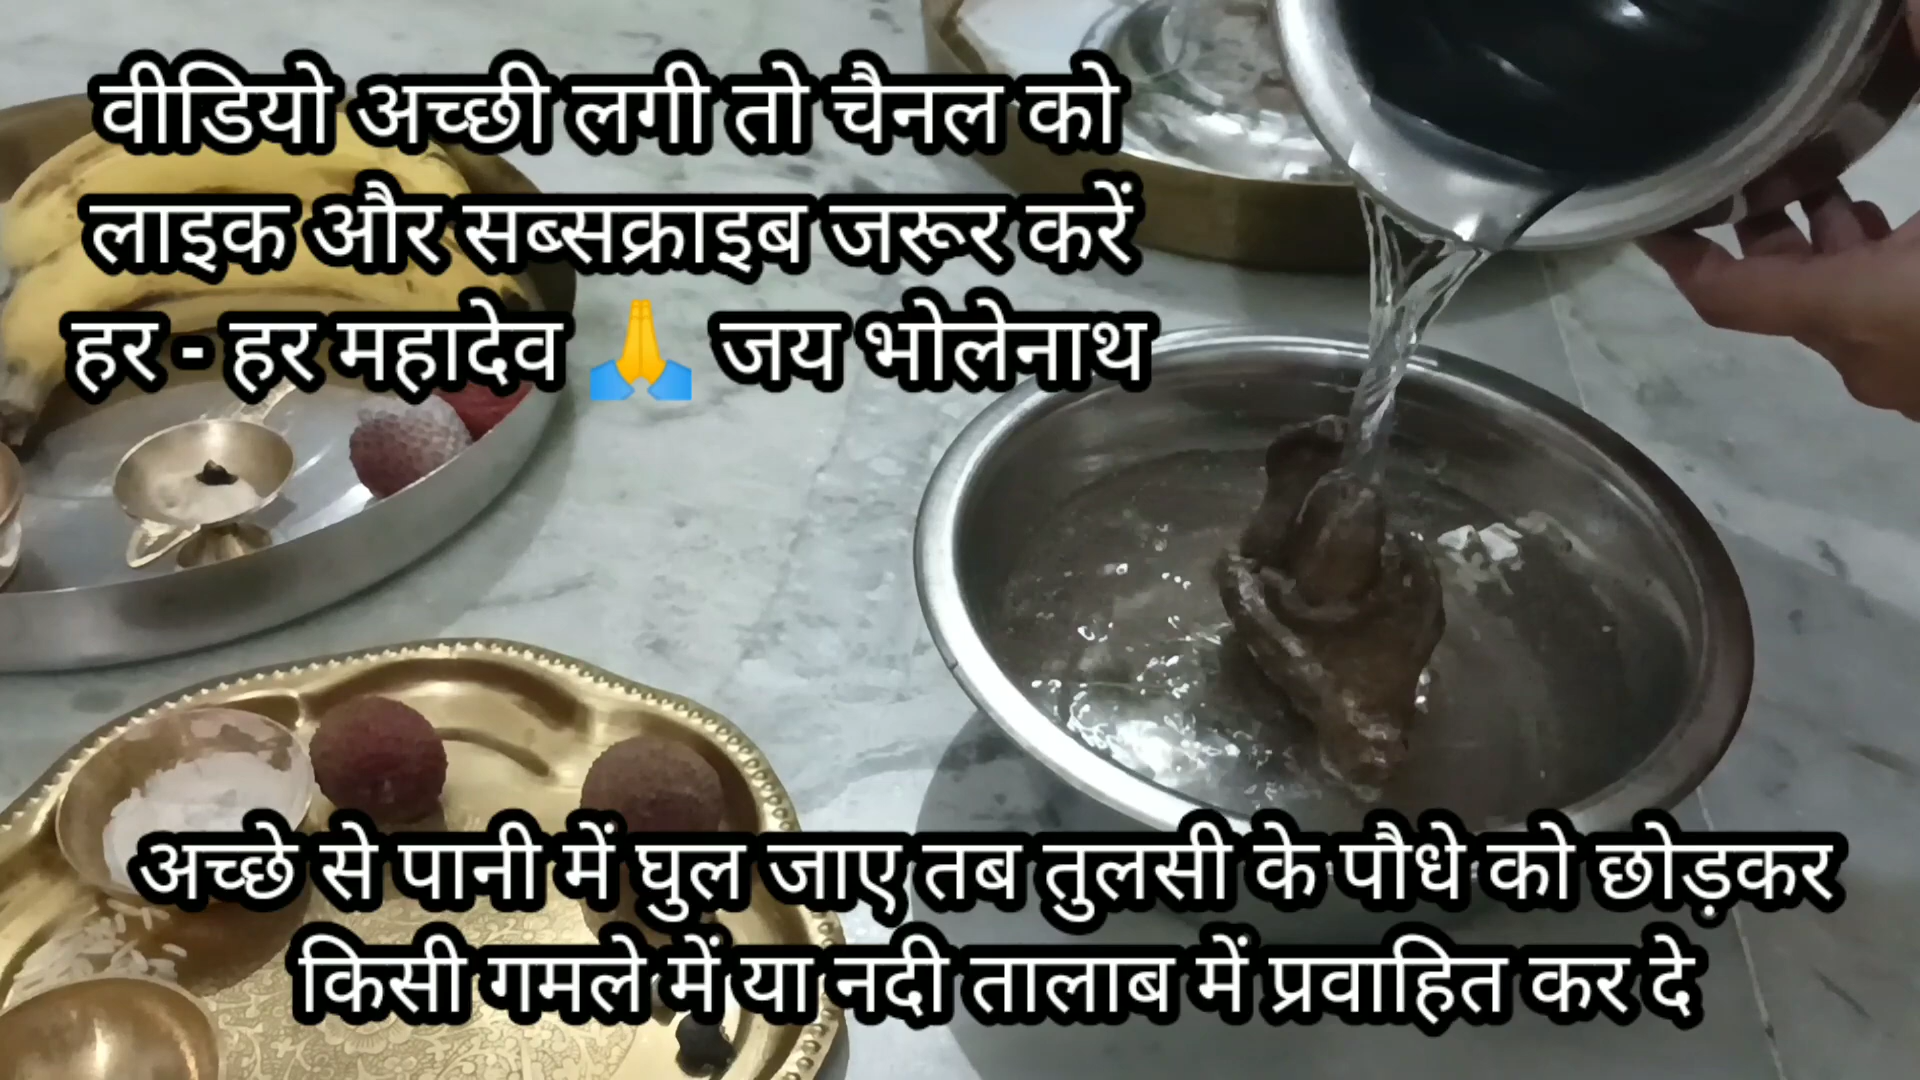 वीडियो अच्छी लगी तो चैनल को
लाइक और सब्सक्राइब जरूर करें
हर - हर महादेव 🙏 जय भोलेनाथ
अच्छे से पानी में घुल जाए तब तुलसी के पौधे को छोड़कर
किसी गमले में या नदी तालाब में प्रवाहित कर दे